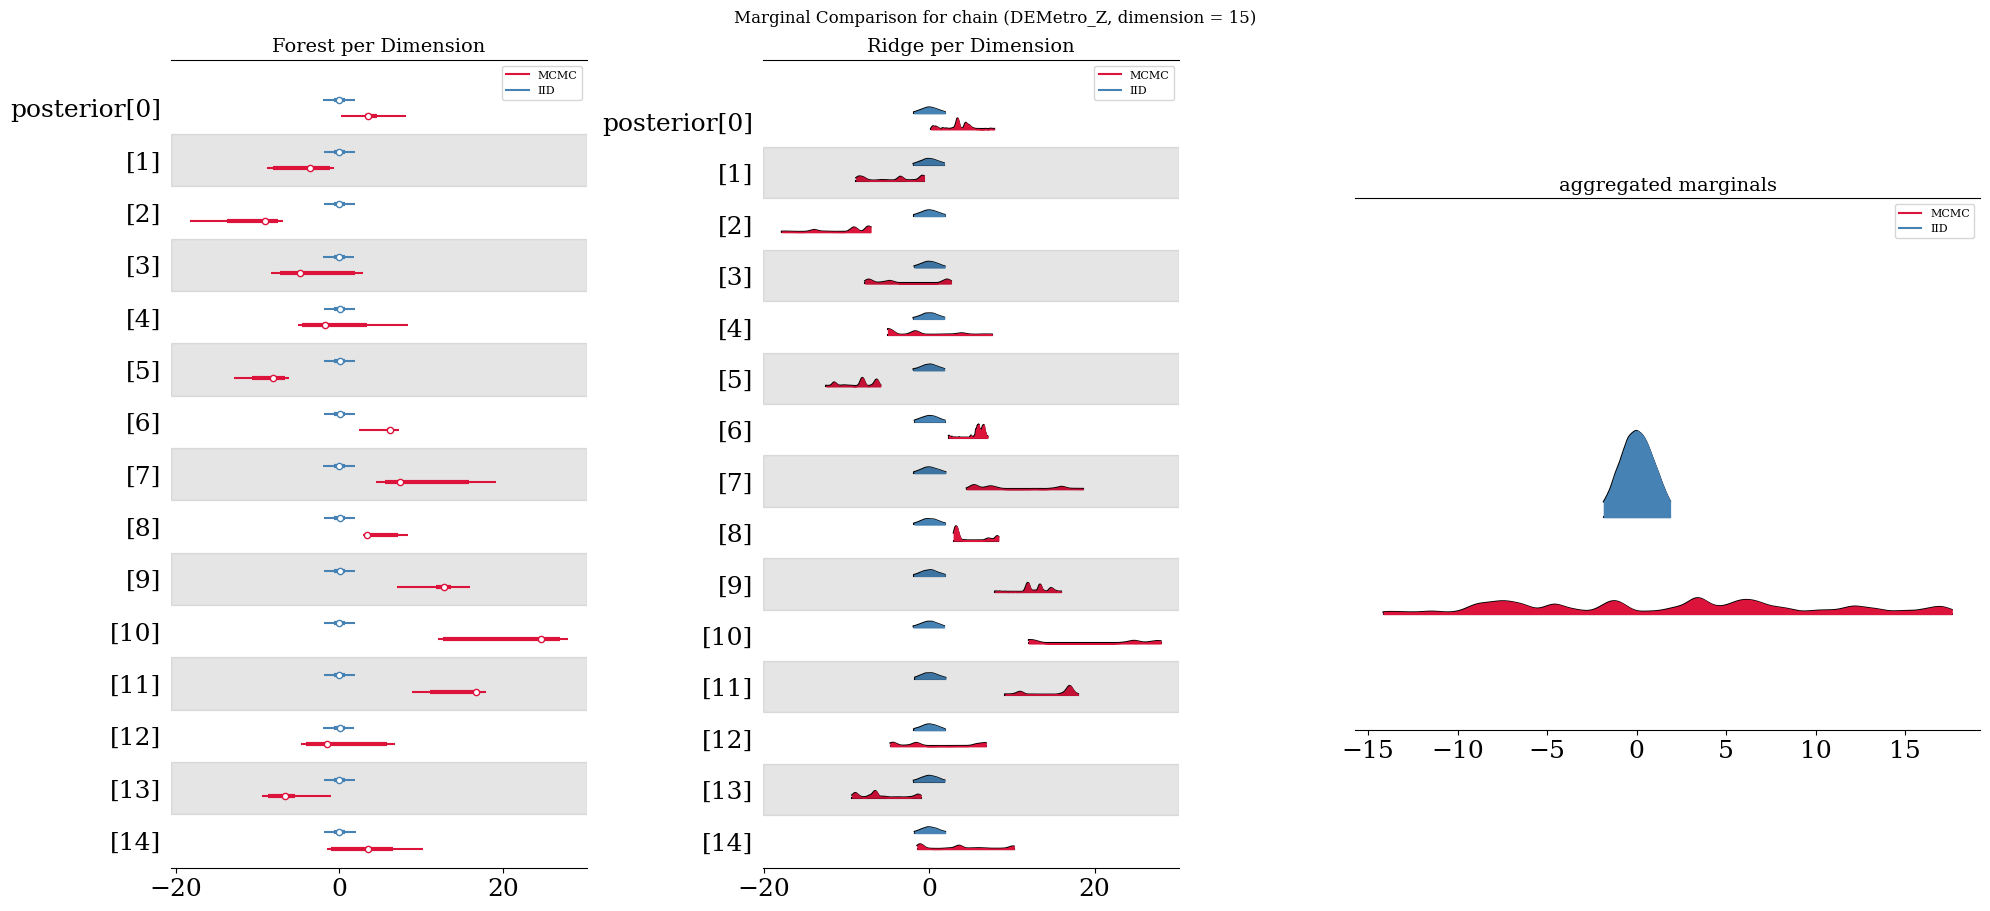 Marginal Comparison for chain (DEMetro_Z, dimension = 15)
Forest per Dimension
MCMC
IID
posterior[0]
[1]
[2]
[3]
[4]
[5]
[6]
[7]
[8]
[9]
[10]
[11]
[12]
[13]
[14]
−20 0 20
Ridge per Dimension
MCMC
IID
posterior[0]
[1]
[2]
[3]
[4]
[5]
[6]
[7]
[8]
[9]
[10]
[11]
[12]
[13]
[14]
−20 0 20
aggregated marginals
MCMC
IID
−15 −10 −5 0 5 10 15